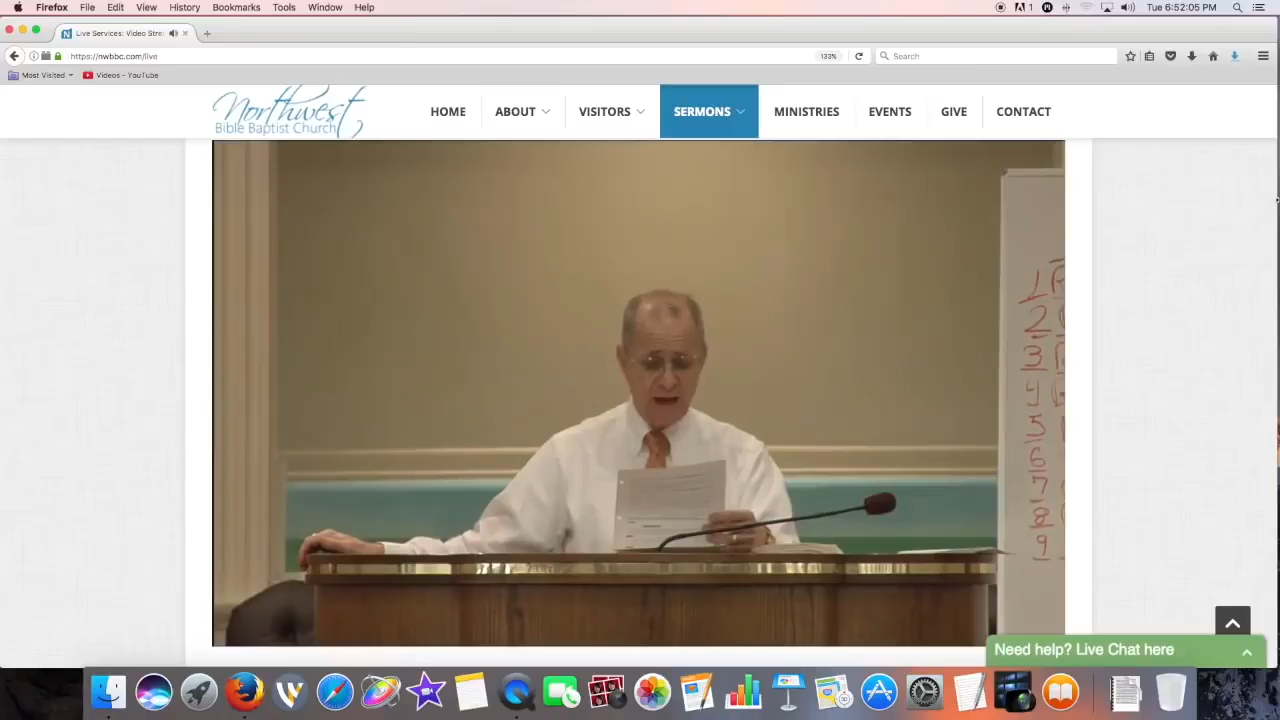 Firefox File Edit View History Bookmarks Tools Window Help
1 Tue 6:52:05 PM
Live Services: Video Stre
https://nwbbc.com/live
133%
Search
Most Visited
Videos - YouTube
Northwest
Bible Baptist Church
HOME ABOUT VISITORS SERMONS MINISTRIES EVENTS GIVE CONTACT
1
2
3
4
5
6
7
8
9
Need help? Live Chat here